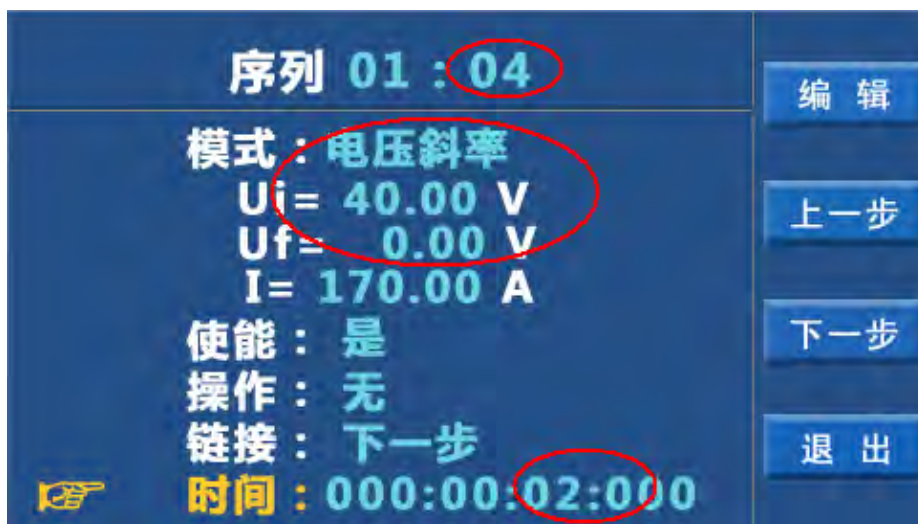 序列 01 : 04
编 辑
模式：电压斜率
Ui= 40.00 V
上一步
Uf= 0.00 V
I= 170.00 A
使能：是
下一步
操作：无
链接：下一步
退 出
时间：000:00:02:000